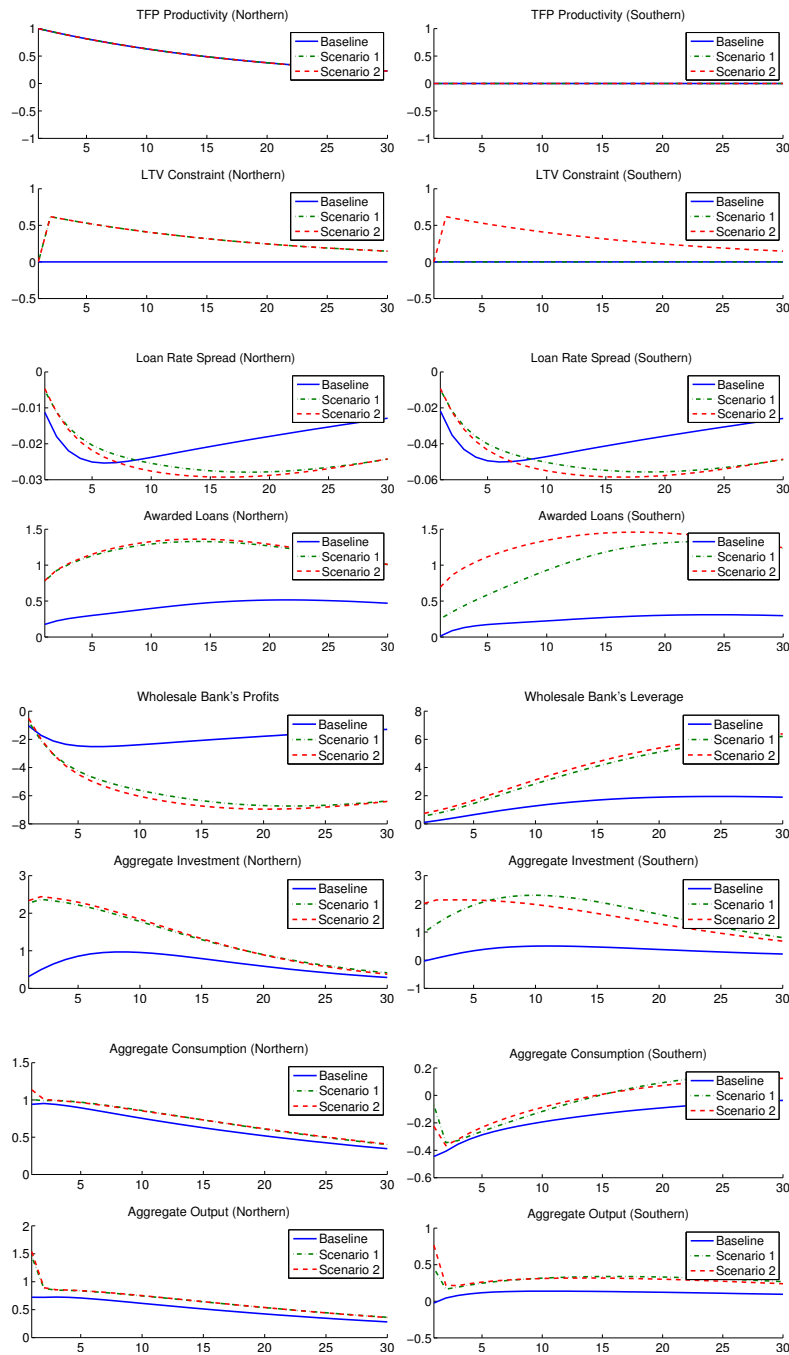 TFP Productivity (Northern)
1
0.5
0
−0.5
−1
5 10 15 20 25 30
Baseline
Scenario 1
Scenario 2
TFP Productivity (Southern)
1
0.5
0
−0.5
−1
5 10 15 20 25 30
Baseline
Scenario 1
Scenario 2
LTV Constraint (Northern)
1
0.5
0
−0.5
5 10 15 20 25 30
Baseline
Scenario 1
Scenario 2
LTV Constraint (Southern)
1
0.5
0
−0.5
5 10 15 20 25 30
Baseline
Scenario 1
Scenario 2
Loan Rate Spread (Northern)
0
−0.01
−0.02
−0.03
5 10 15 20 25 30
Baseline
Scenario 1
Scenario 2
Loan Rate Spread (Southern)
0
−0.02
−0.04
−0.06
5 10 15 20 25 30
Baseline
Scenario 1
Scenario 2
Awarded Loans (Northern)
1.5
1
0.5
0
5 10 15 20 25 30
Baseline
Scenario 1
Scenario 2
Awarded Loans (Southern)
1.5
1
0.5
0
5 10 15 20 25 30
Baseline
Scenario 1
Scenario 2
Wholesale Bank's Profits
0
−2
−4
−6
−8
5 10 15 20 25 30
Baseline
Scenario 1
Scenario 2
Wholesale Bank's Leverage
8
6
4
2
0
5 10 15 20 25 30
Baseline
Scenario 1
Scenario 2
Aggregate Investment (Northern)
3
2
1
0
5 10 15 20 25 30
Baseline
Scenario 1
Scenario 2
Aggregate Investment (Southern)
3
2
1
0
−1
5 10 15 20 25 30
Baseline
Scenario 1
Scenario 2
Aggregate Consumption (Northern)
1.5
1
0.5
0
5 10 15 20 25 30
Baseline
Scenario 1
Scenario 2
Aggregate Consumption (Southern)
0.2
0
−0.2
−0.4
−0.6
5 10 15 20 25 30
Baseline
Scenario 1
Scenario 2
Aggregate Output (Northern)
2
1.5
1
0.5
0
5 10 15 20 25 30
Baseline
Scenario 1
Scenario 2
Aggregate Output (Southern)
1
0.5
0
−0.5
5 10 15 20 25 30
Baseline
Scenario 1
Scenario 2